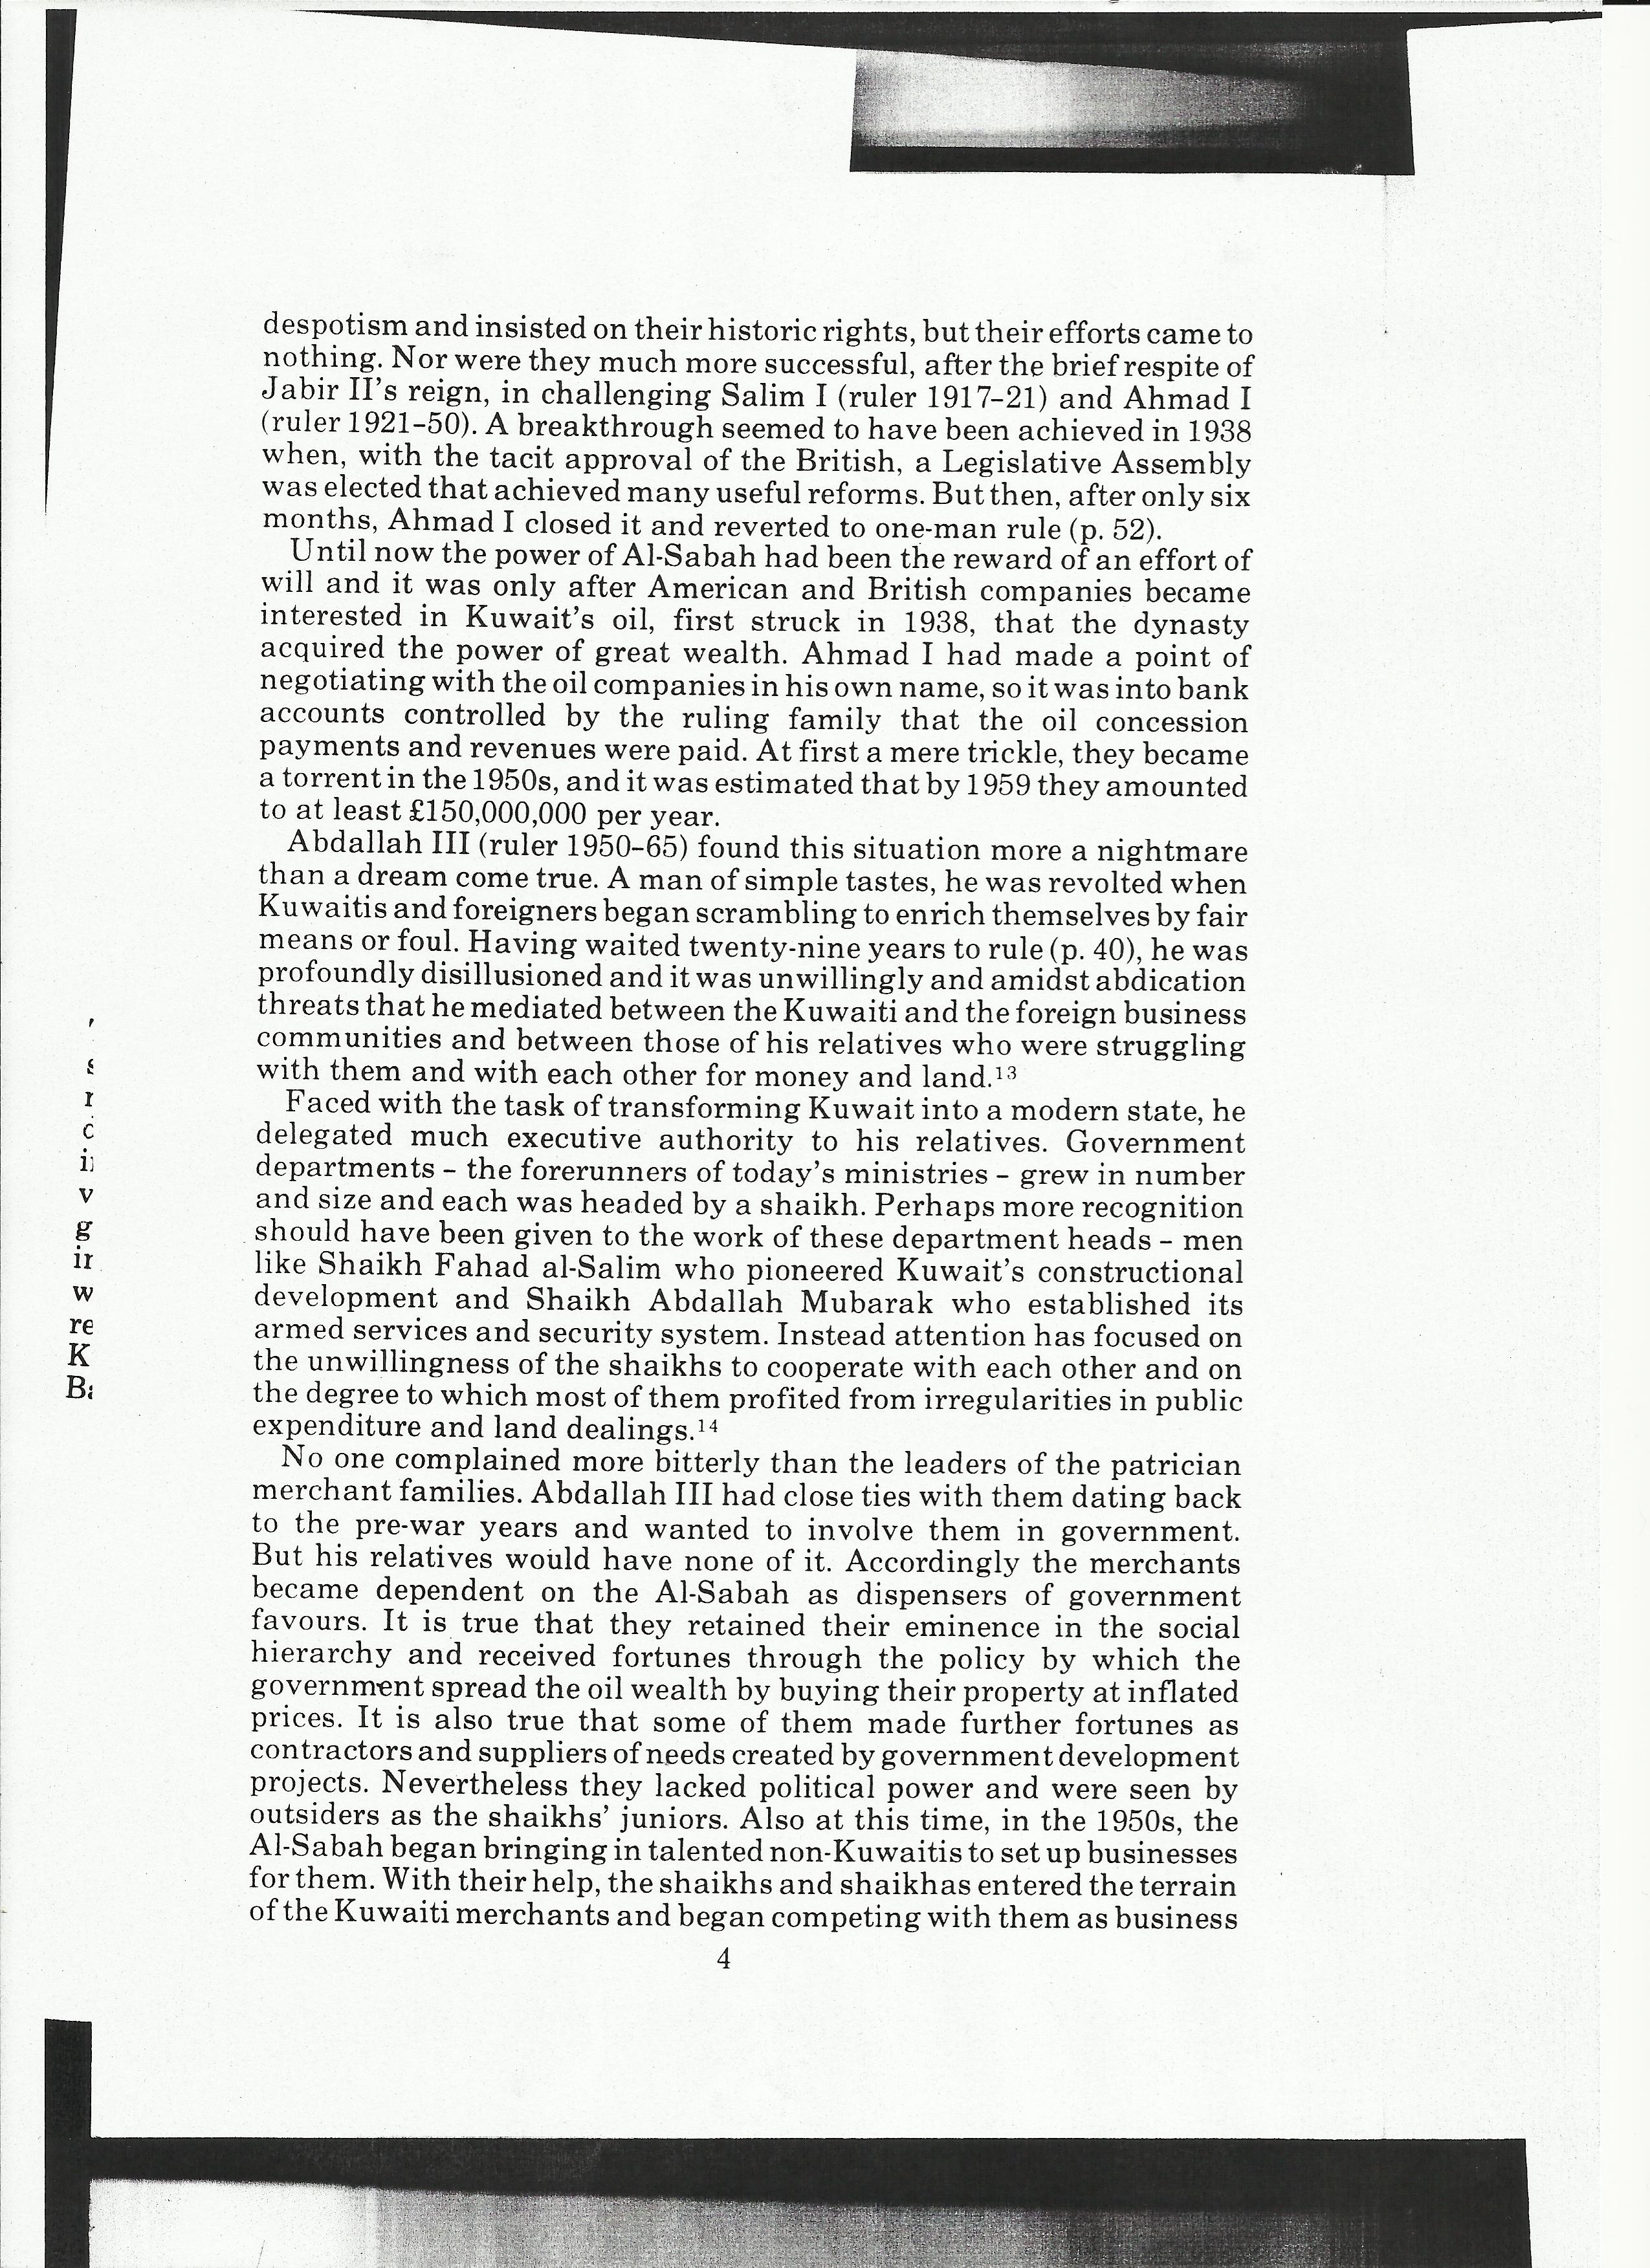 despotism and insisted on their historic rights, but their efforts came to
nothing. Nor were they much more successful, after the brief respite of
Jabir II's reign, in challenging Salim I (ruler 1917–21) and Ahmad I
(ruler 1921–50). A breakthrough seemed to have been achieved in 1938
when, with the tacit approval of the British, a Legislative Assembly
was elected that achieved many useful reforms. But then, after only six
months, Ahmad I closed it and reverted to one-man rule (p. 52).
Until now the power of Al-Sabah had been the reward of an effort of
will and it was only after American and British companies became
interested in Kuwait's oil, first struck in 1938, that the dynasty
acquired the power of great wealth. Ahmad I had made a point of
negotiating with the oil companies in his own name, so it was into bank
accounts controlled by the ruling family that the oil concession
payments and revenues were paid. At first a mere trickle, they became
a torrent in the 1950s, and it was estimated that by 1959 they amounted
to at least £150,000,000 per year.
Abdallah III (ruler 1950–65) found this situation more a nightmare
than a dream come true. A man of simple tastes, he was revolted when
Kuwaitis and foreigners began scrambling to enrich themselves by fair
means or foul. Having waited twenty-nine years to rule (p. 40), he was
profoundly disillusioned and it was unwillingly and amidst abdication
threats that he mediated between the Kuwaiti and the foreign business
communities and between those of his relatives who were struggling
with them and with each other for money and land.¹³
Faced with the task of transforming Kuwait into a modern state, he
delegated much executive authority to his relatives. Government
departments – the forerunners of today's ministries – grew in number
and size and each was headed by a shaikh. Perhaps more recognition
should have been given to the work of these department heads – men
like Shaikh Fahad al-Salim who pioneered Kuwait's constructional
development and Shaikh Abdallah Mubarak who established its
armed services and security system. Instead attention has focused on
the unwillingness of the shaikhs to cooperate with each other and on
the degree to which most of them profited from irregularities in public
expenditure and land dealings.¹⁴
No one complained more bitterly than the leaders of the patrician
merchant families. Abdallah III had close ties with them dating back
to the pre-war years and wanted to involve them in government.
But his relatives would have none of it. Accordingly the merchants
became dependent on the Al-Sabah as dispensers of government
favours. It is true that they retained their eminence in the social
hierarchy and received fortunes through the policy by which the
government spread the oil wealth by buying their property at inflated
prices. It is also true that some of them made further fortunes as
contractors and suppliers of needs created by government development
projects. Nevertheless they lacked political power and were seen by
outsiders as the shaikhs' juniors. Also at this time, in the 1950s, the
Al-Sabah began bringing in talented non-Kuwaitis to set up businesses
for them. With their help, the shaikhs and shaikhas entered the terrain
of the Kuwaiti merchants and began competing with them as business
4